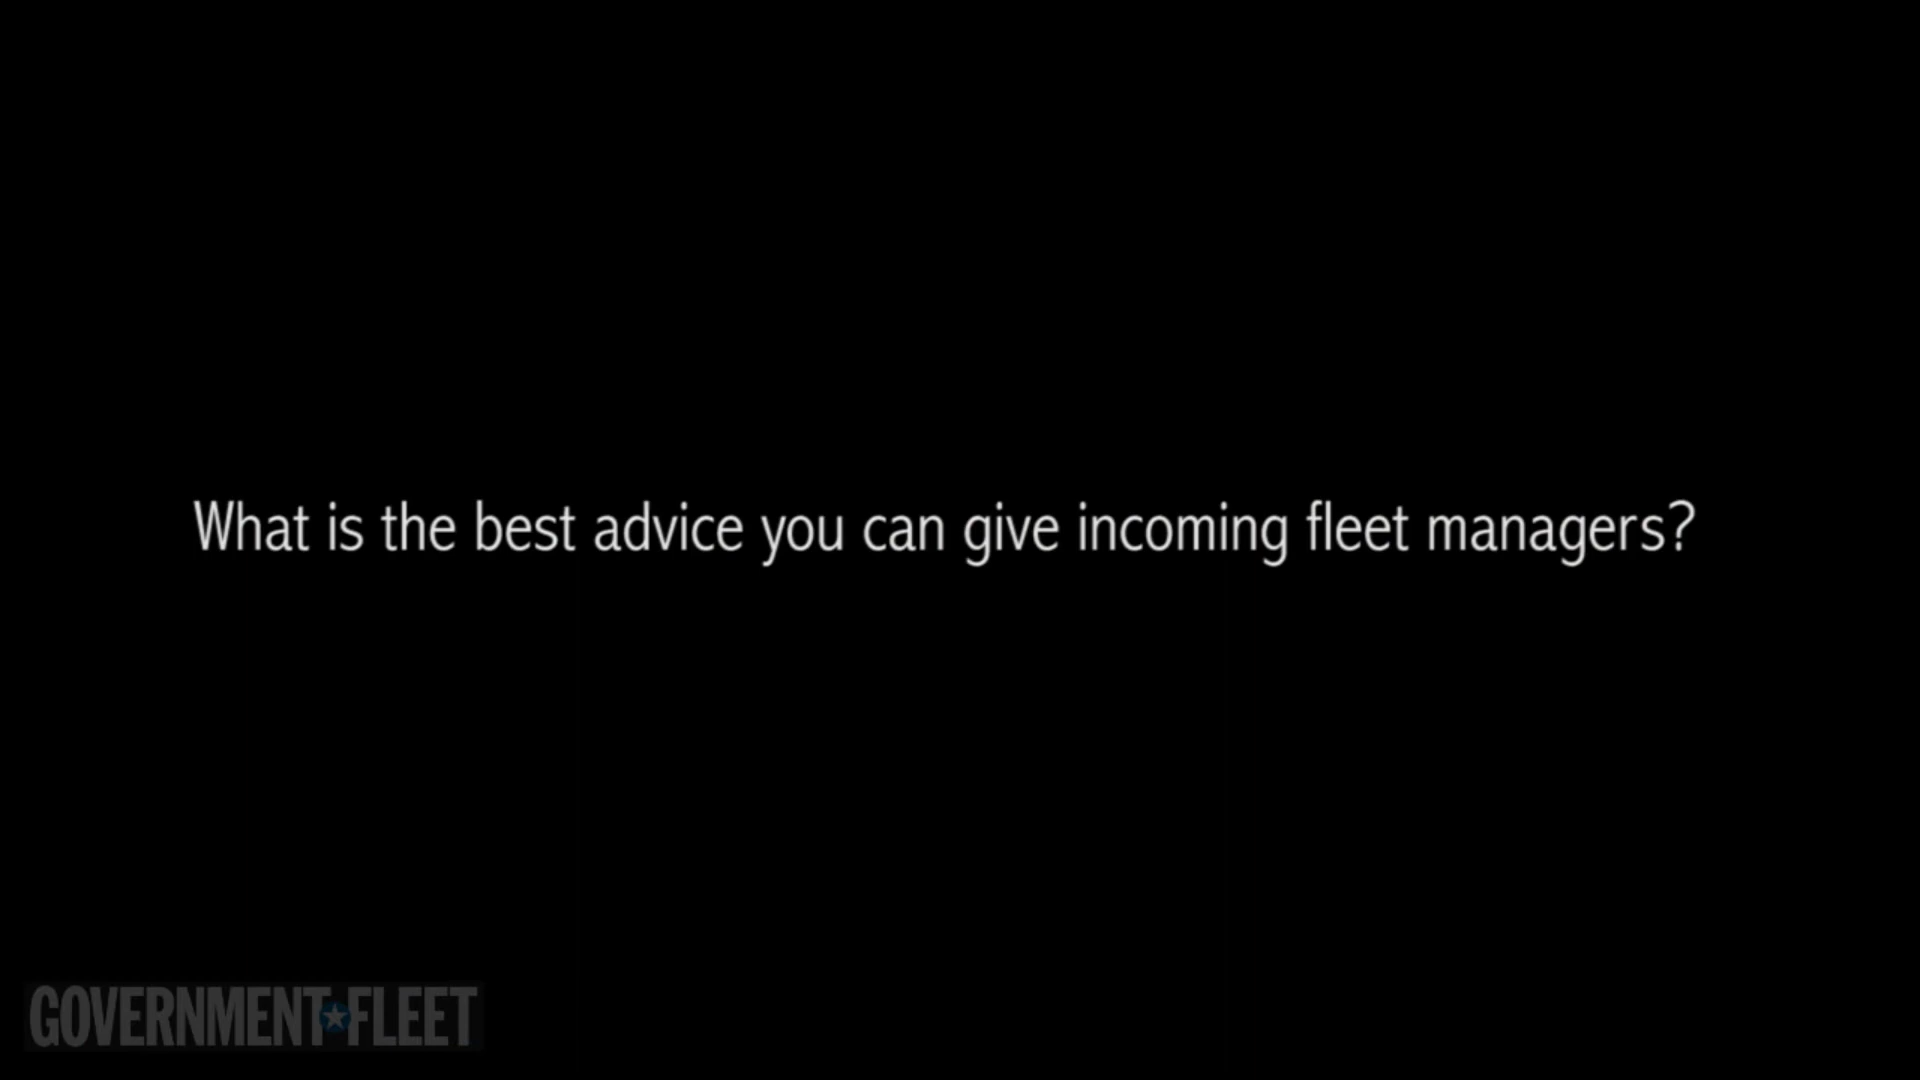 What is the best advice you can give incoming fleet managers?
GOVERNMENT FLEET